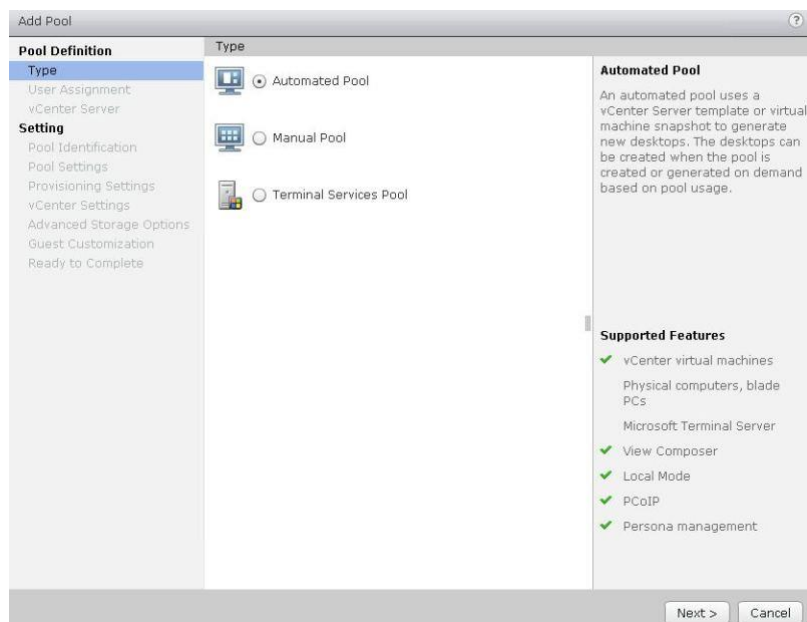 Add Pool
?
Pool Definition
Type
User Assignment
vCenter Server
Setting
Pool Identification
Pool Settings
Provisioning Settings
vCenter Settings
Advanced Storage Options
Guest Customization
Ready to Complete
Type
Automated Pool
Manual Pool
Terminal Services Pool
Automated Pool
An automated pool uses a
vCenter Server template or virtual
machine snapshot to generate
new desktops. The desktops can
be created when the pool is
created or generated on demand
based on pool usage.
Supported Features
vCenter virtual machines
Physical computers, blade
PCs
Microsoft Terminal Server
View Composer
Local Mode
PCoIP
Persona management
Next >
Cancel